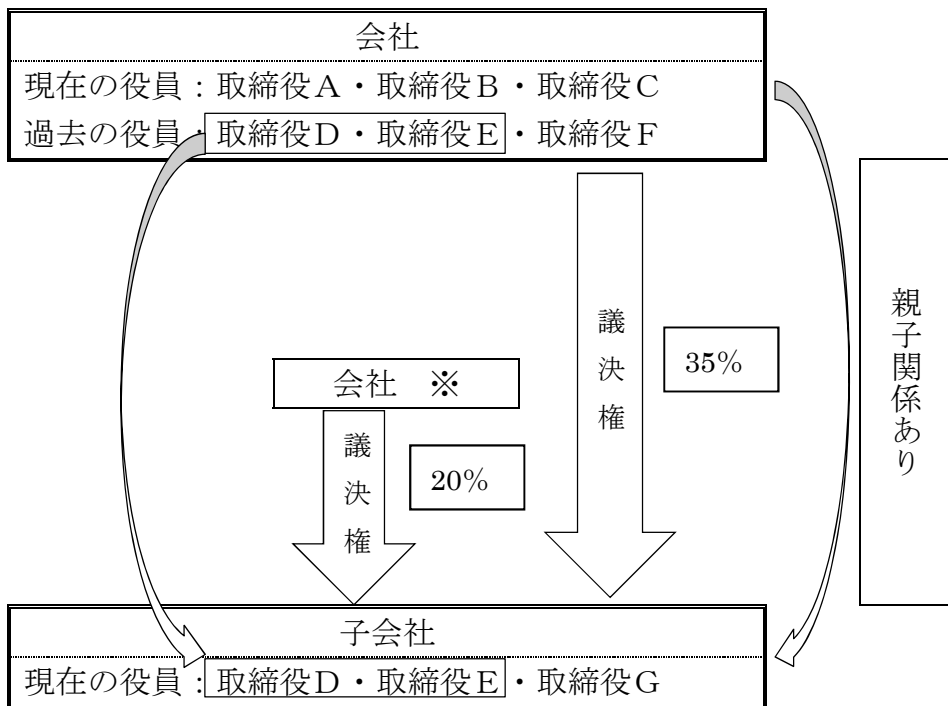 会社
現在の役員：取締役Ａ・取締役Ｂ・取締役Ｃ
過去の役員：取締役Ｄ・取締役Ｅ・取締役Ｆ
親子関係あり
議決権
35%
会社　※
議決権
20%
子会社
現在の役員：取締役Ｄ・取締役Ｅ・取締役Ｇ